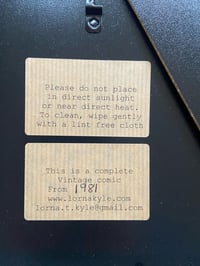 Please do not place
in direct sunlight
or near direct heat.
To clean, wipe gently
with a lint free cloth
This is a complete
Vintage comic
From 1981
www.lornakyle.com
lorna.t.kyle@gmail.com